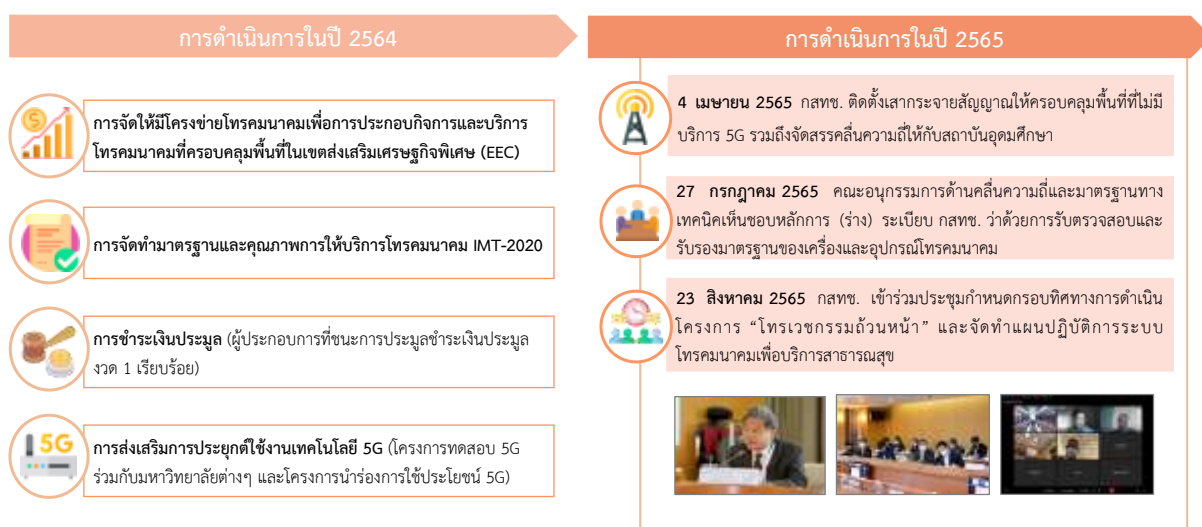 การดำเนินการในปี 2564
การจัดให้มีโครงข่ายโทรคมนาคมเพื่อการประกอบกิจการและบริการ
โทรคมนาคมที่ครอบคลุมพื้นที่ในเขตส่งเสริมเศรษฐกิจพิเศษ (EEC)
การจัดทำมาตรฐานและคุณภาพการให้บริการโทรคมนาคม IMT-2020
การชำระเงินประมูล (ผู้ประกอบการที่ชนะการประมูลชำระเงินประมูล
งวด 1 เรียบร้อย)
5G
การส่งเสริมการประยุกต์ใช้งานเทคโนโลยี 5G (โครงการทดสอบ 5G
ร่วมกับมหาวิทยาลัยต่างๆ และโครงการนำร่องการใช้ประโยชน์ 5G)
การดำเนินการในปี 2565
4 เมษายน 2565 กสทช. ติดตั้งเสากระจายสัญญาณให้ครอบคลุมพื้นที่ที่ไม่มี
บริการ 5G รวมถึงจัดสรรคลื่นความถี่ให้กับสถาบันอุดมศึกษา
27 กรกฎาคม 2565 คณะอนุกรรมการด้านคลื่นความถี่และมาตรฐานทาง
เทคนิคเห็นชอบหลักการ (ร่าง) ระเบียบ กสทช. ว่าด้วยการรับตรวจสอบและ
รับรองมาตรฐานของเครื่องและอุปกรณ์โทรคมนาคม
23 สิงหาคม 2565 กสทช. เข้าร่วมประชุมกำหนดกรอบทิศทางการดำเนิน
โครงการ “โทรเวชกรรมถ้วนหน้า” และจัดทำแผนปฏิบัติการระบบ
โทรคมนาคมเพื่อบริการสาธารณสุข